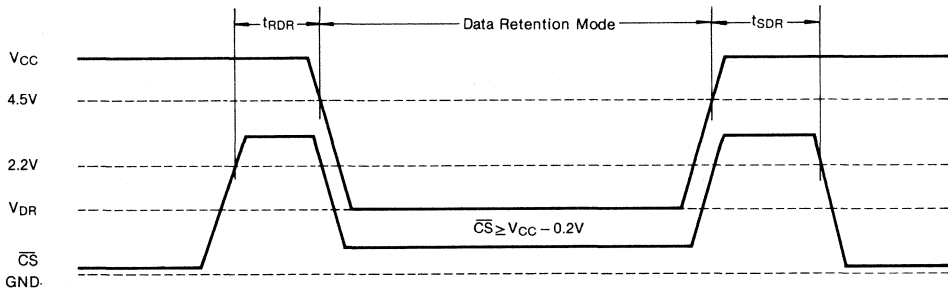 tRDR
Data Retention Mode
tSDR
VCC
4.5V
2.2V
VDR
CS ≥ VCC – 0.2V
CS
GND.